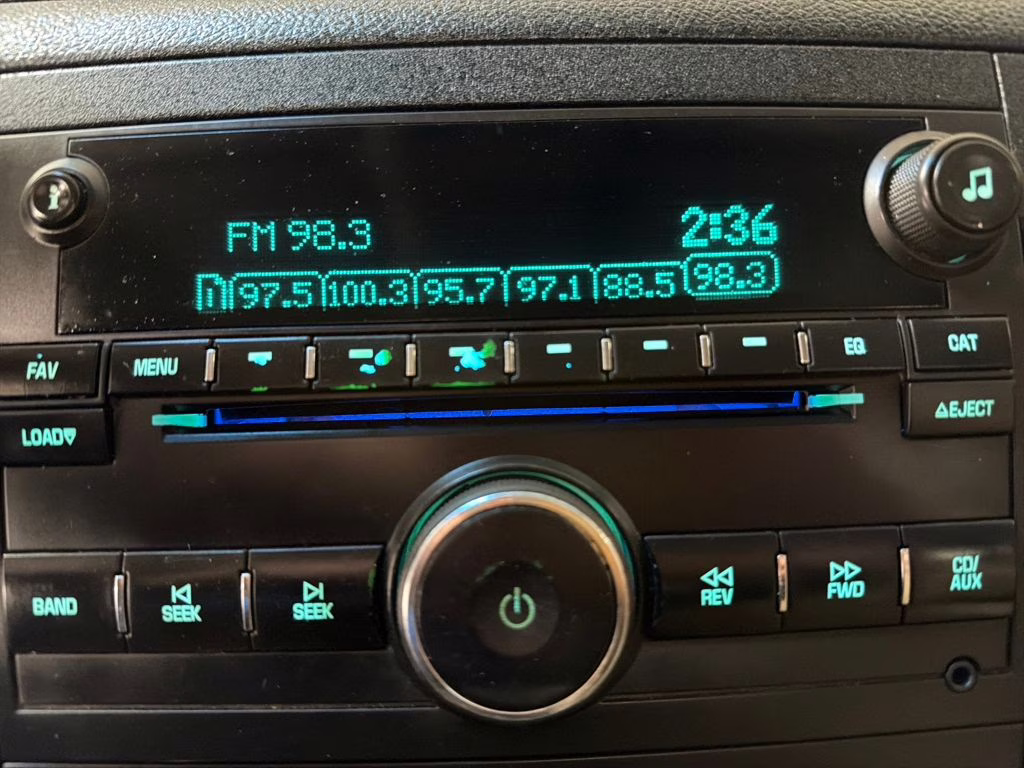 FM 98.3 2:36
1 97.5 100.3 95.7 97.1 88.5 98.3
FAV MENU EQ CAT
LOAD EJECT
BAND SEEK SEEK REV FWD CD/
AUX